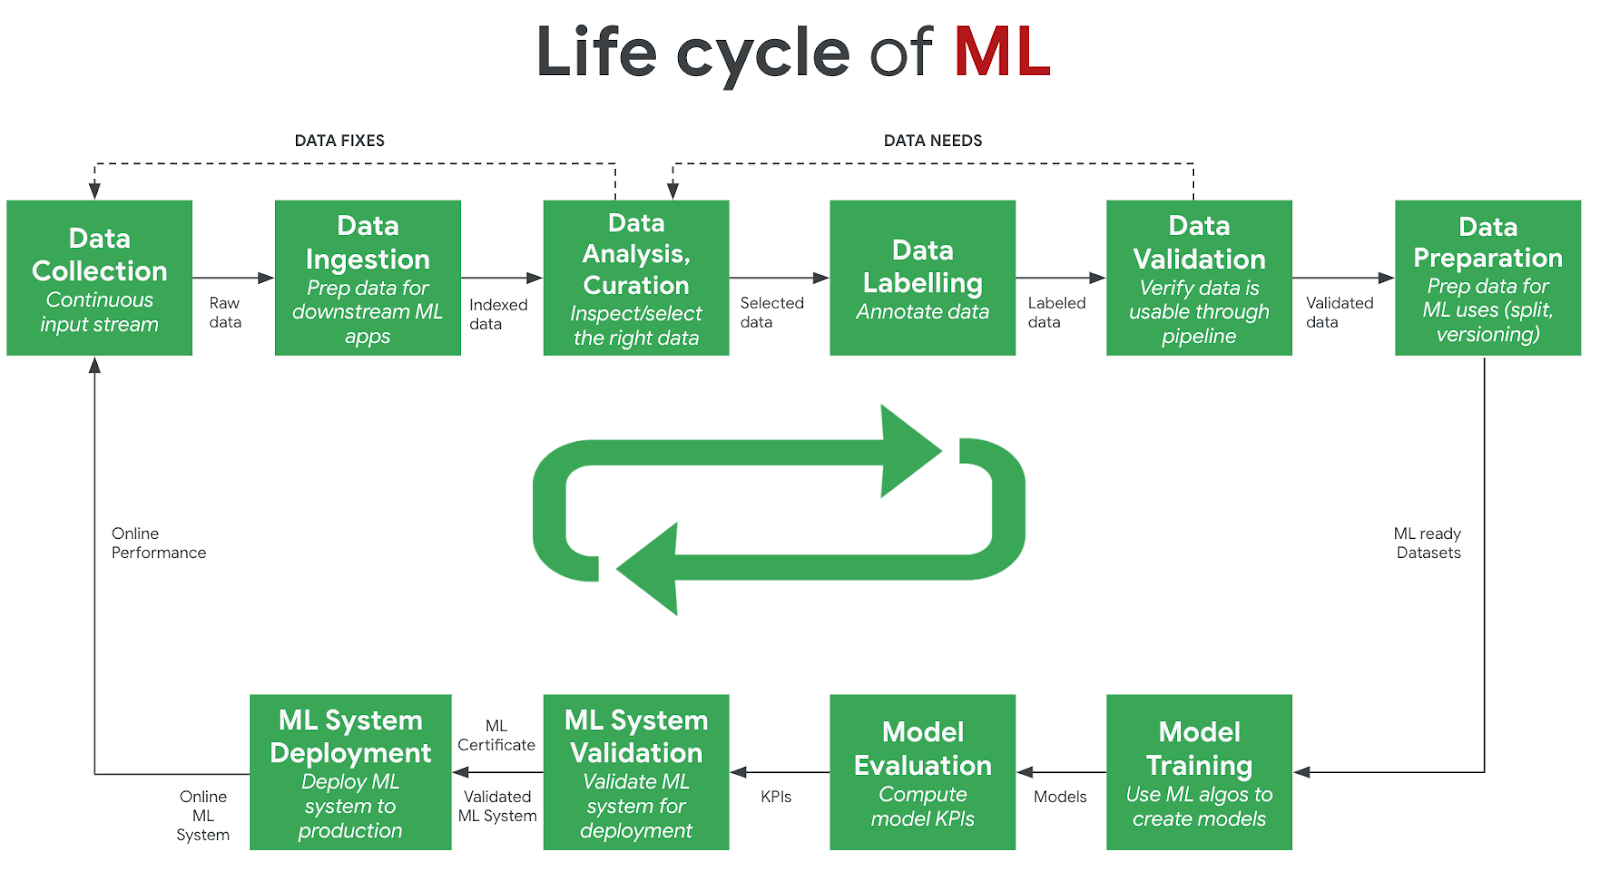 Life cycle of ML
DATA FIXES
DATA NEEDS
Data
Collection
Continuous
input stream
Raw
data
Data
Ingestion
Prep data for
downstream ML
apps
Indexed
data
Data
Analysis,
Curation
Inspect/select
the right data
Selected
data
Data
Labelling
Annotate data
Labeled
data
Data
Validation
Verify data is
usable through
pipeline
Validated
data
Data
Preparation
Prep data for
ML uses (split,
versioning)
Online
Performance
ML ready
Datasets
ML System
Deployment
Deploy ML
system to
production
Online
ML
System
ML
Certificate
Validated
ML System
ML System
Validation
Validate ML
system for
deployment
KPIs
Model
Evaluation
Compute
model KPIs
Models
Model
Training
Use ML algos to
create models